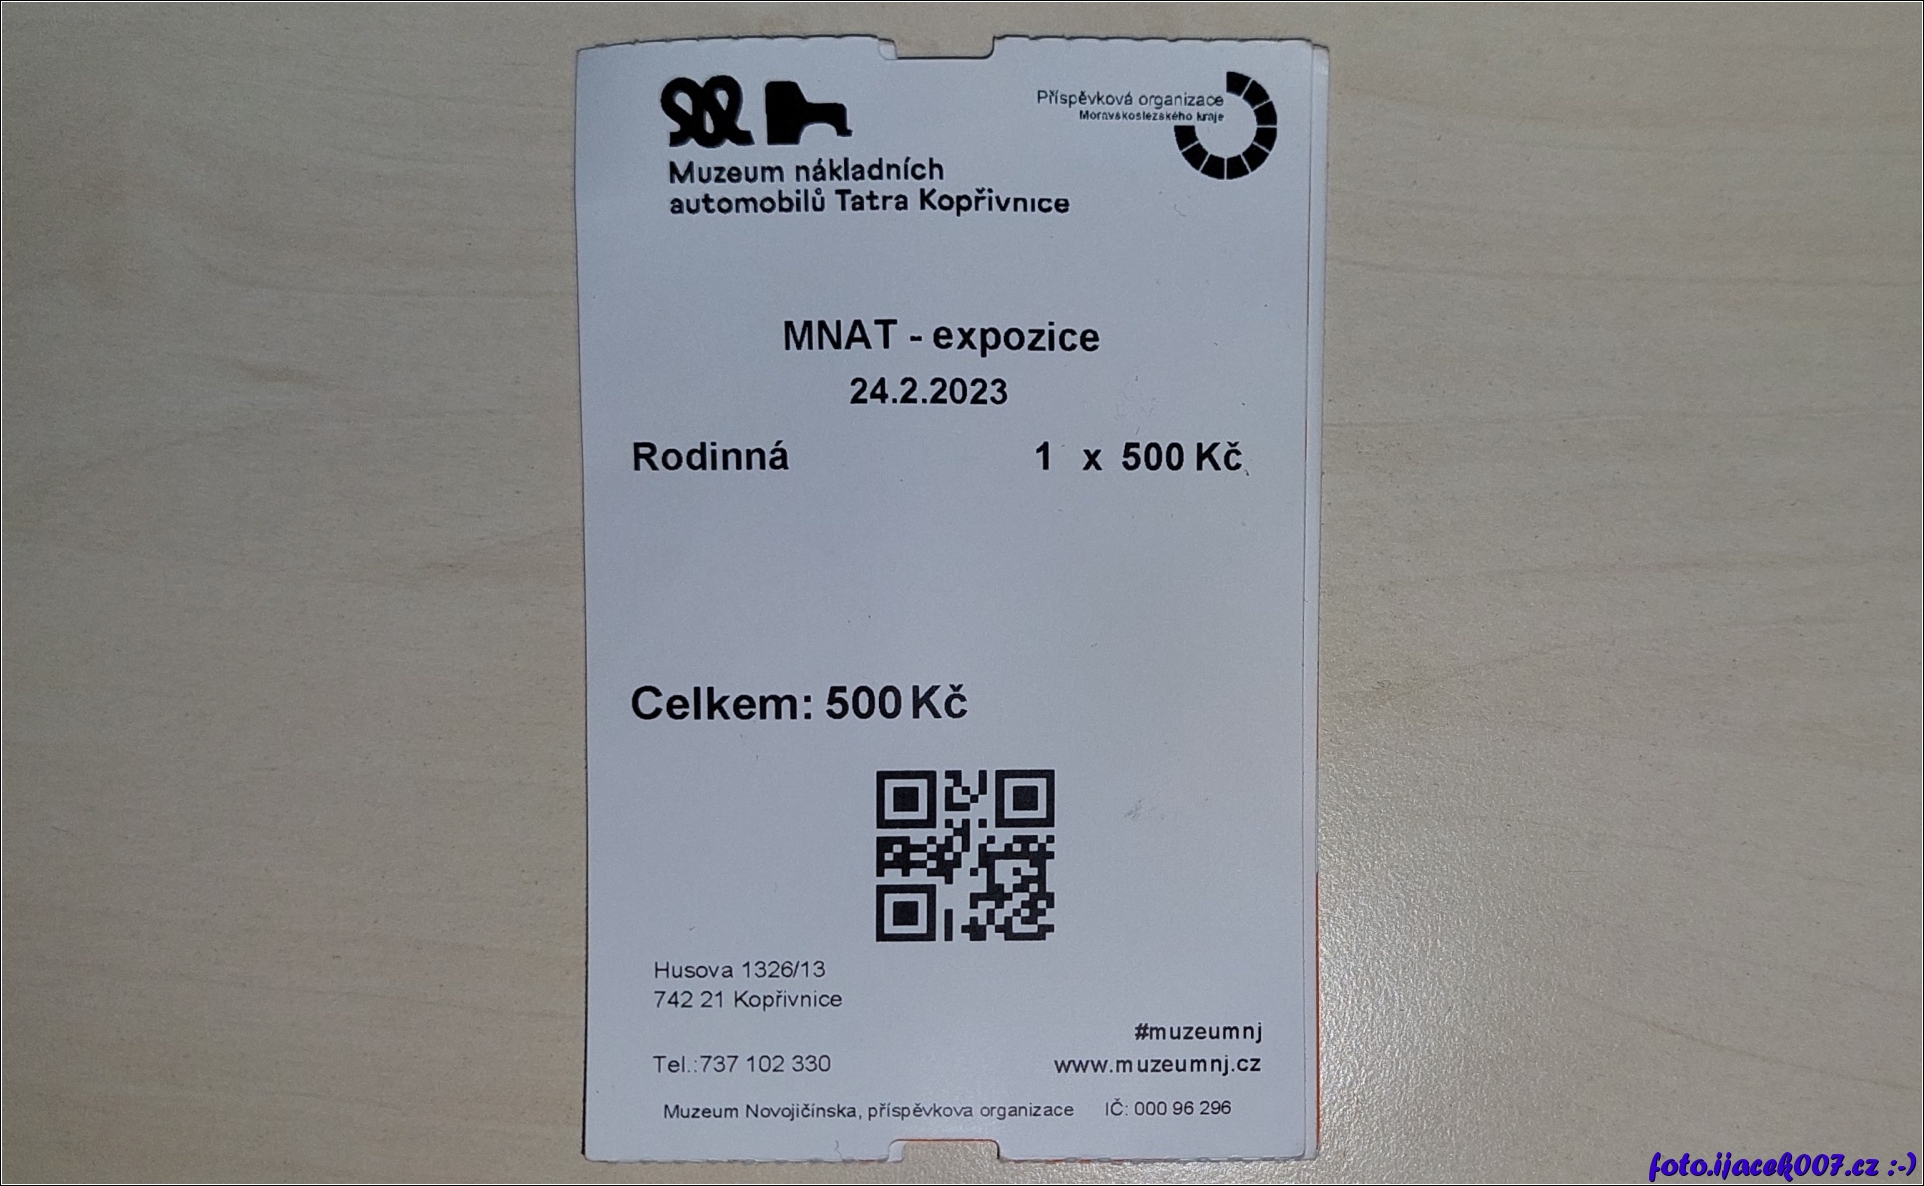 Příspěvková organizace
Moravskoslezského kraje
Muzeum nákladních
automobilů Tatra Kopřivnice
MNAT - expozice
24.2.2023
Rodinná 1 x 500 Kč
Celkem: 500 Kč
Husova 1326/13
742 21 Kopřivnice
#muzeumnj
Tel.:737 102 330 www.muzeumnj.cz
Muzeum Novojičínska, příspěvkova organizace IČ: 000 96 296
foto.ijacek007.cz :-)